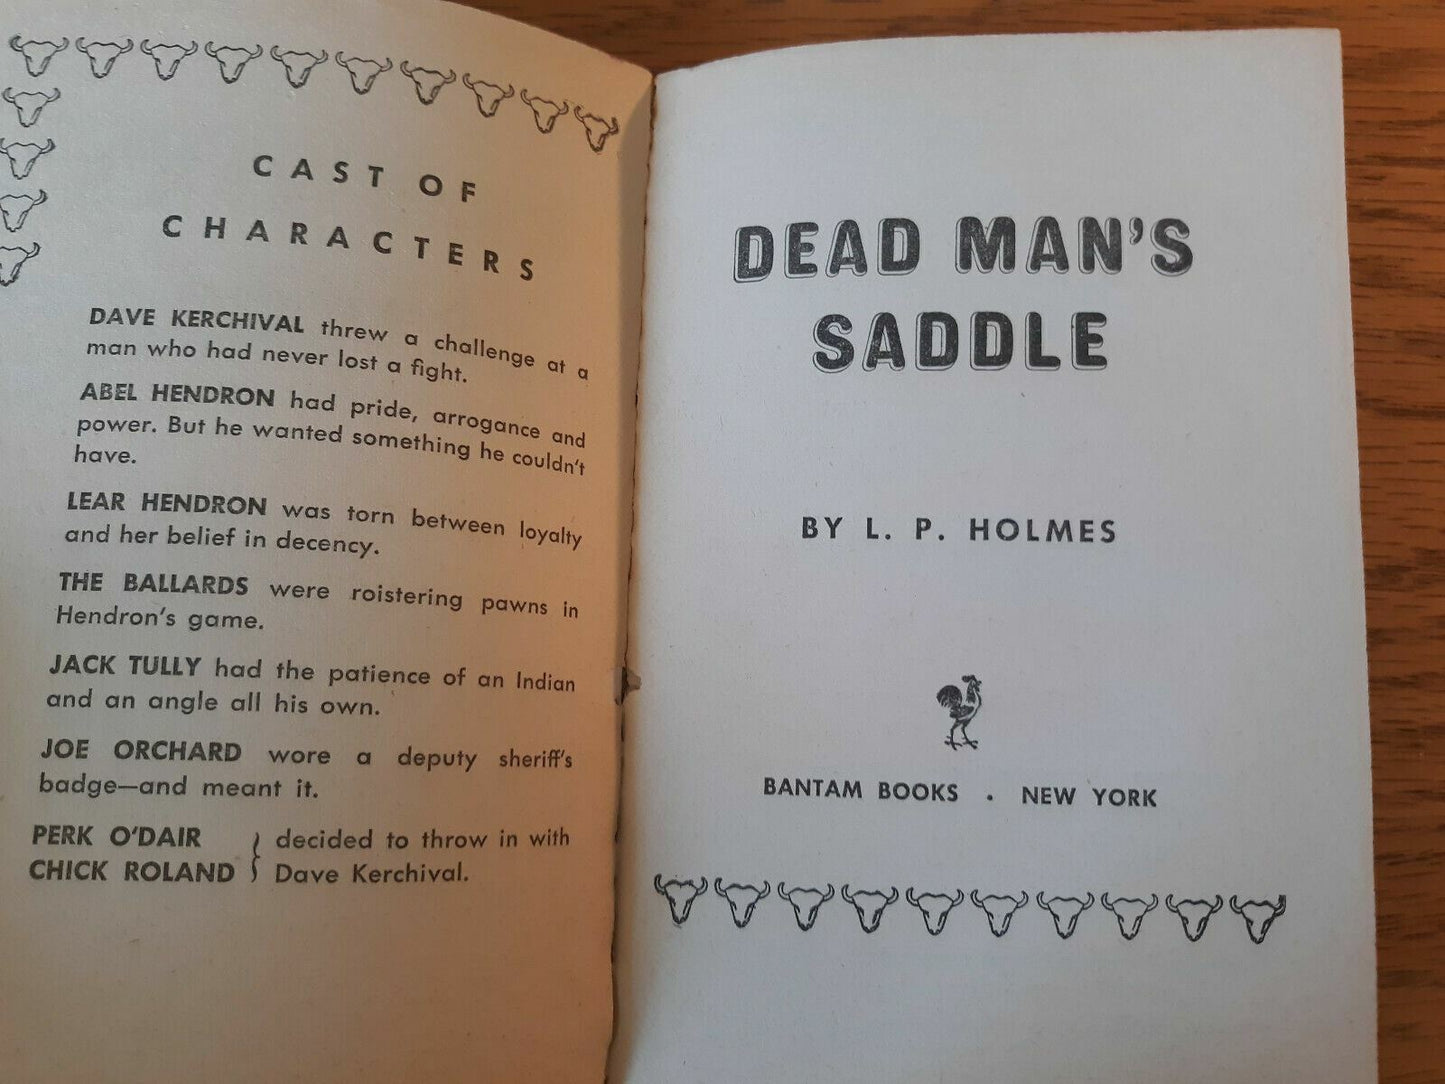 CAST OF
CHARACTERS
DAVE KERCHIVAL threw a challenge at a
man who had never lost a fight.
ABEL HENDRON had pride, arrogance and
power. But he wanted something he couldn't
have.
LEAR HENDRON was torn between loyalty
and her belief in decency.
THE BALLARDS were roistering pawns in
Hendron's game.
JACK TULLY had the patience of an Indian
and an angle all his own.
JOE ORCHARD wore a deputy sheriff's
badge—and meant it.
PERK O'DAIR } decided to throw in with
CHICK ROLAND } Dave Kerchival.
DEAD MAN'S
SADDLE
BY L. P. HOLMES
BANTAM BOOKS . NEW YORK